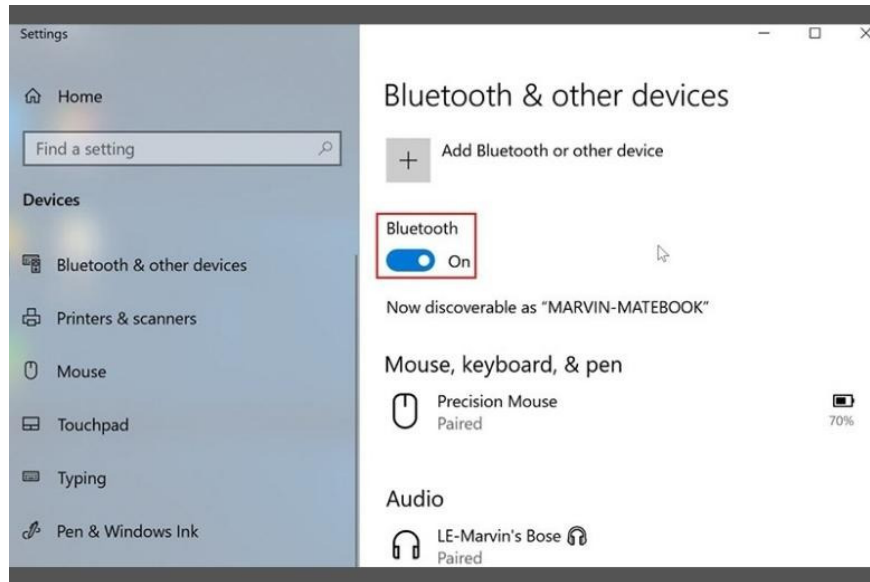 Settings
Home
Find a setting
Devices
Bluetooth & other devices
Printers & scanners
Mouse
Touchpad
Typing
Pen & Windows Ink
Bluetooth & other devices
Add Bluetooth or other device
Bluetooth
On
Now discoverable as “MARVIN-MATEBOOK”
Mouse, keyboard, & pen
Precision Mouse
Paired
70%
Audio
LE-Marvin's Bose 🎧
Paired